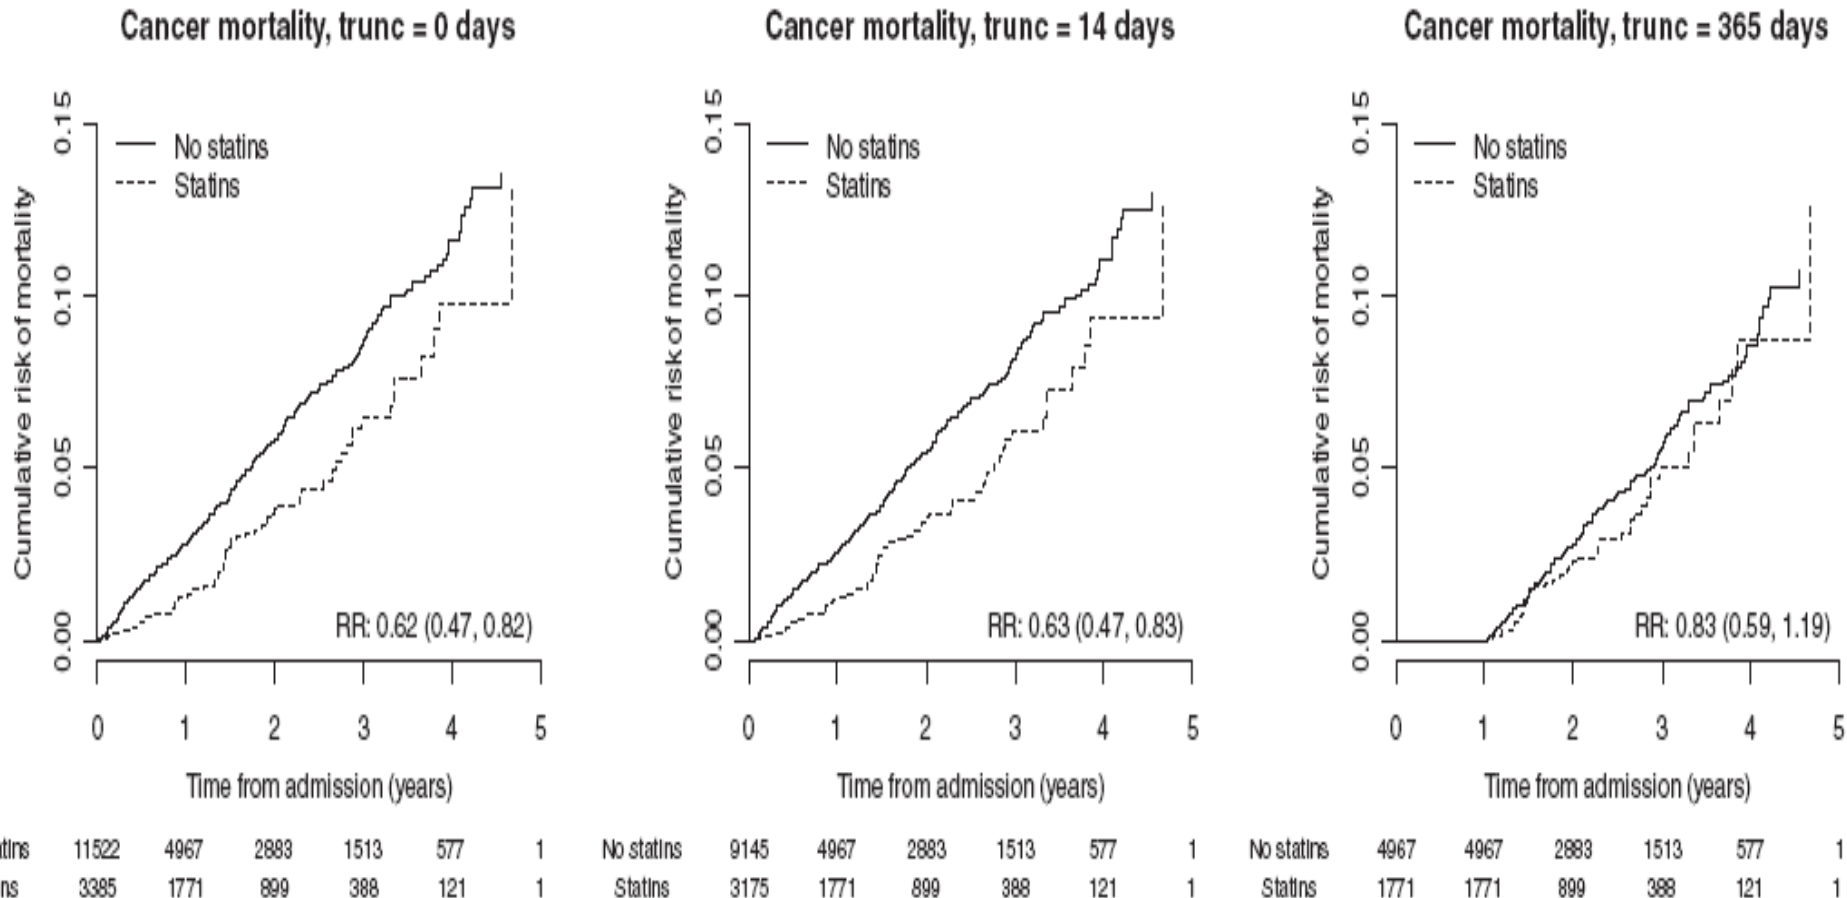 Cancer mortality, trunc = 0 days
Cumulative risk of mortality
0.15
0.10
0.05
0.00
No statins
Statins
RR: 0.62 (0.47, 0.82)
0 1 2 3 4 5
Time from admission (years)
atins 11522 4967 2883 1513 577 1
ns 3385 1771 899 388 121 1
Cancer mortality, trunc = 14 days
Cumulative risk of mortality
0.15
0.10
0.05
0.00
No statins
Statins
RR: 0.63 (0.47, 0.83)
0 1 2 3 4 5
Time from admission (years)
No statins 9145 4967 2883 1513 577 1
Statins 3175 1771 899 388 121 1
Cancer mortality, trunc = 365 days
Cumulative risk of mortality
0.15
0.10
0.05
0.00
No statins
Statins
RR: 0.83 (0.59, 1.19)
0 1 2 3 4 5
Time from admission (years)
No statins 4967 4967 2883 1513 577 1
Statins 1771 1771 899 388 121 1